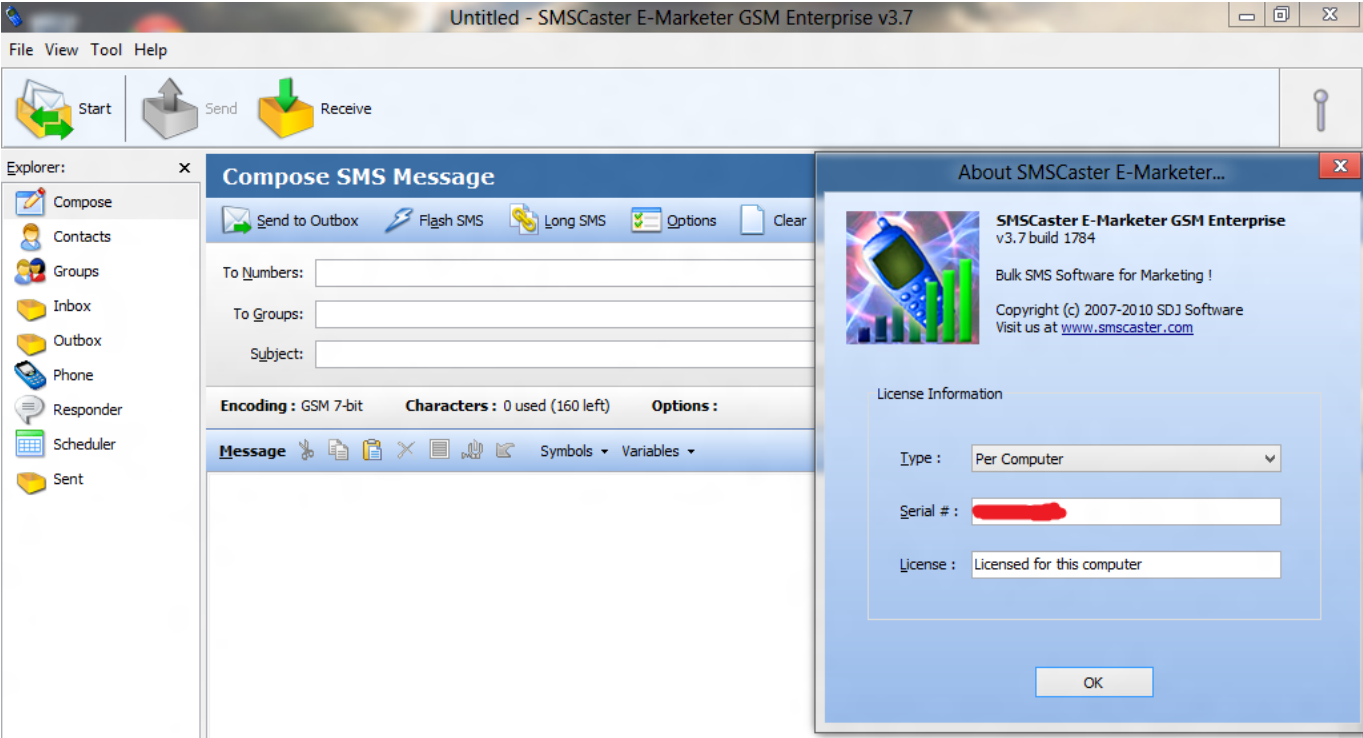 Untitled - SMSCaster E-Marketer GSM Enterprise v3.7
File View Tool Help
Start
Send
Receive
Explorer:
Compose
Contacts
Groups
Inbox
Outbox
Phone
Responder
Scheduler
Sent
Compose SMS Message
Send to Outbox Flash SMS Long SMS Options Clear
To Numbers:
To Groups:
Subject:
Encoding : GSM 7-bit Characters : 0 used (160 left) Options :
Message Symbols Variables
About SMSCaster E-Marketer...
SMSCaster E-Marketer GSM Enterprise
v3.7 build 1784
Bulk SMS Software for Marketing !
Copyright (c) 2007-2010 SDJ Software
Visit us at www.smscaster.com
License Information
Type : Per Computer
Serial # :
License : Licensed for this computer
OK